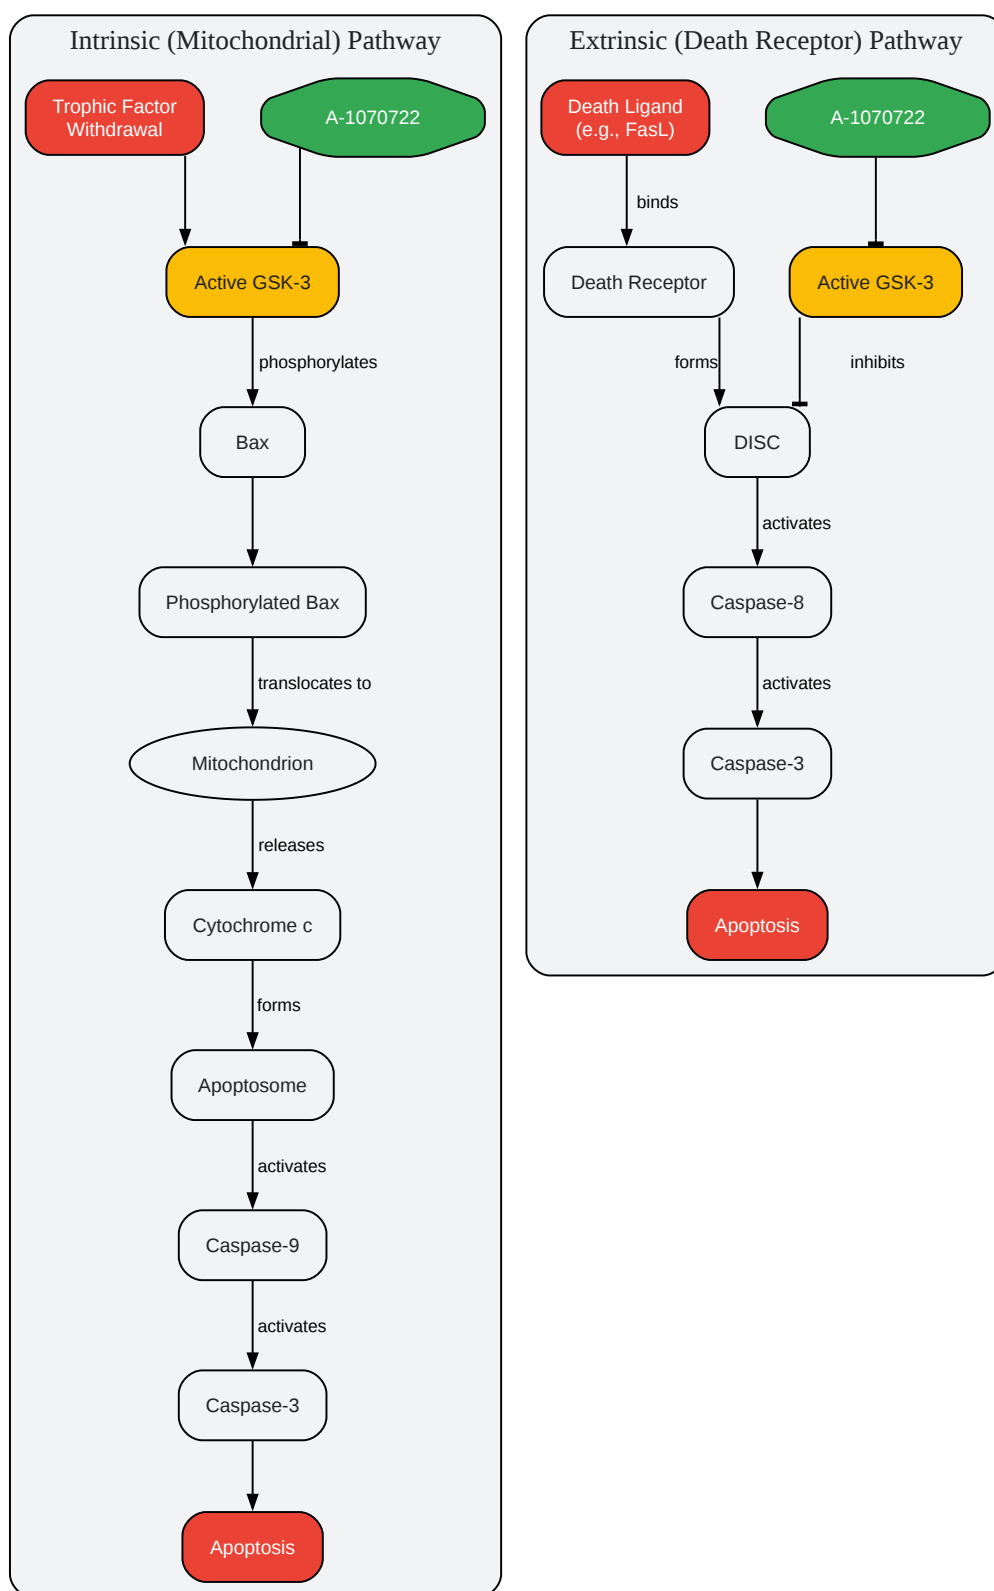 Intrinsic (Mitochondrial) Pathway
Trophic Factor
Withdrawal
A-1070722
Active GSK-3
phosphorylates
Bax
Phosphorylated Bax
translocates to
Mitochondrion
releases
Cytochrome c
forms
Apoptosome
activates
Caspase-9
activates
Caspase-3
Apoptosis
Extrinsic (Death Receptor) Pathway
Death Ligand
(e.g., FasL)
A-1070722
binds
Death Receptor
Active GSK-3
forms
inhibits
DISC
activates
Caspase-8
activates
Caspase-3
Apoptosis